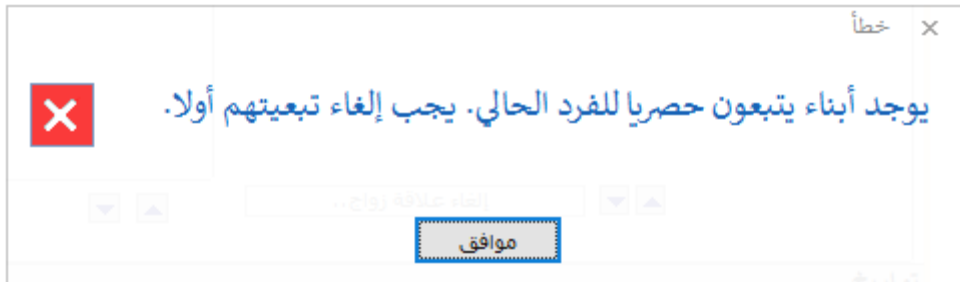 خطأ
يوجد أبناء يتبعون حصريا للفرد الحالي. يجب إلغاء تبعيتهم أولا.
إلغاء علاقة زواج..
موافق